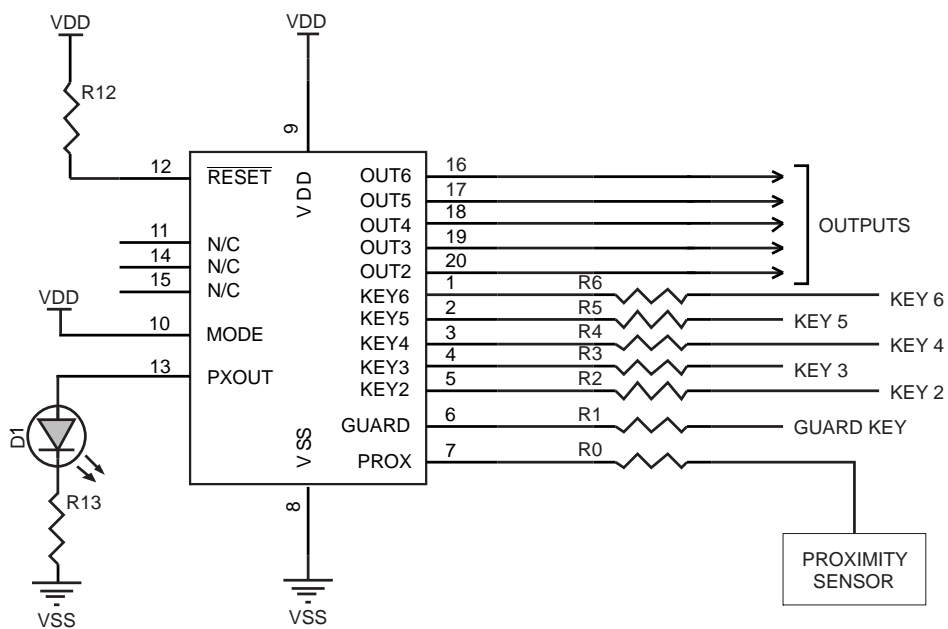 VDD
VDD
R12
9
12
RESET
VDD
OUT6
16
OUT5
17
OUT4
18
OUT3
19
OUT2
20
OUTPUTS
11
N/C
14
N/C
15
N/C
VDD
10
MODE
13
PXOUT
KEY6
1
R6
KEY 6
KEY5
2
R5
KEY 5
KEY4
3
R4
KEY 4
KEY3
4
R3
KEY 3
KEY2
5
R2
KEY 2
GUARD
6
R1
GUARD KEY
PROX
7
R0
D1
VSS
8
R13
VSS
VSS
PROXIMITY
SENSOR